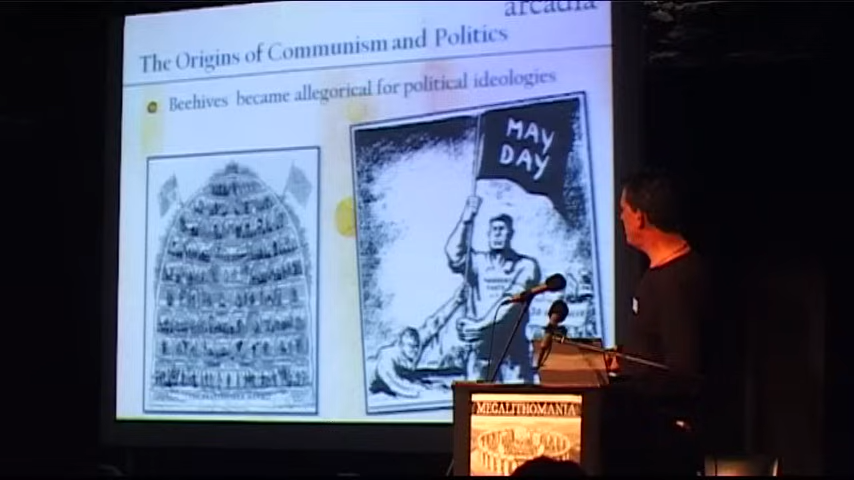 arcadia
The Origins of Communism and Politics
Beehives became allegorical for political ideologies
MAY
DAY
MEGALITHOMANIA